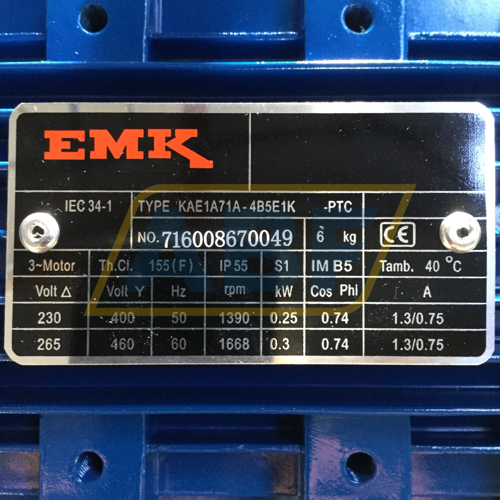 EMK
IEC 34-1 TYPE KAE1A71A-4B5E1K -PTC
NO. 716008670049 6 kg CE
3~Motor Th.Cl. 155(F) IP 55 S1 IM B5 Tamb. 40 °C
Volt Δ Volt Y Hz rpm kW Cos Phi A
230 400 50 1390 0.25 0.74 1.3/0.75
265 460 60 1668 0.3 0.74 1.3/0.75